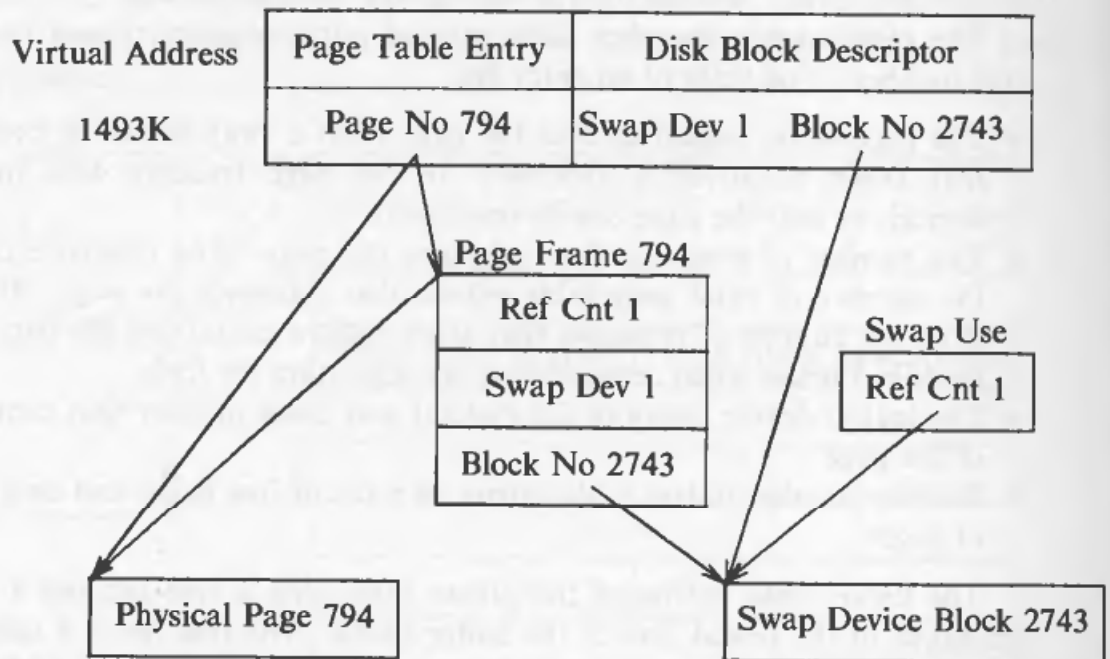 Virtual Address Page Table Entry Disk Block Descriptor
1493K Page No 794 Swap Dev 1 Block No 2743
Page Frame 794
Ref Cnt 1
Swap Use
Swap Dev 1 Ref Cnt 1
Block No 2743
Physical Page 794 Swap Device Block 2743